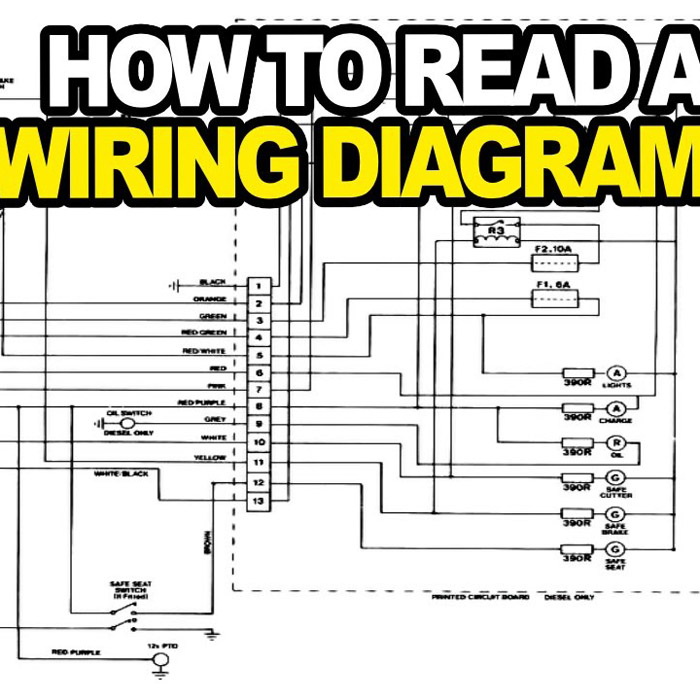 HOW TO READ A
WIRING DIAGRAM
R3
F2.10A
F1.6A
BLACK
1
ORANGE
2
GREEN
3
RED-GREEN
4
RED/WHITE
5
RED
6
PINK
7
RED/PURPLE
8
OIL SWITCH
DIESEL ONLY
GREY
9
WHITE
10
YELLOW
11
WHITE/BLACK
12
13
BROWN
390R
A
LIGHTS
390R
A
CHARGE
390R
R
OIL
390R
G
SAFE
CUTTER
390R
G
SAFE
BRAKE
390R
G
SAFE
SEAT
PRINTED CIRCUIT BOARD DIESEL ONLY
SAFE SEAT
SWITCH
(If Fitted)
12v PTO
RED PURPLE